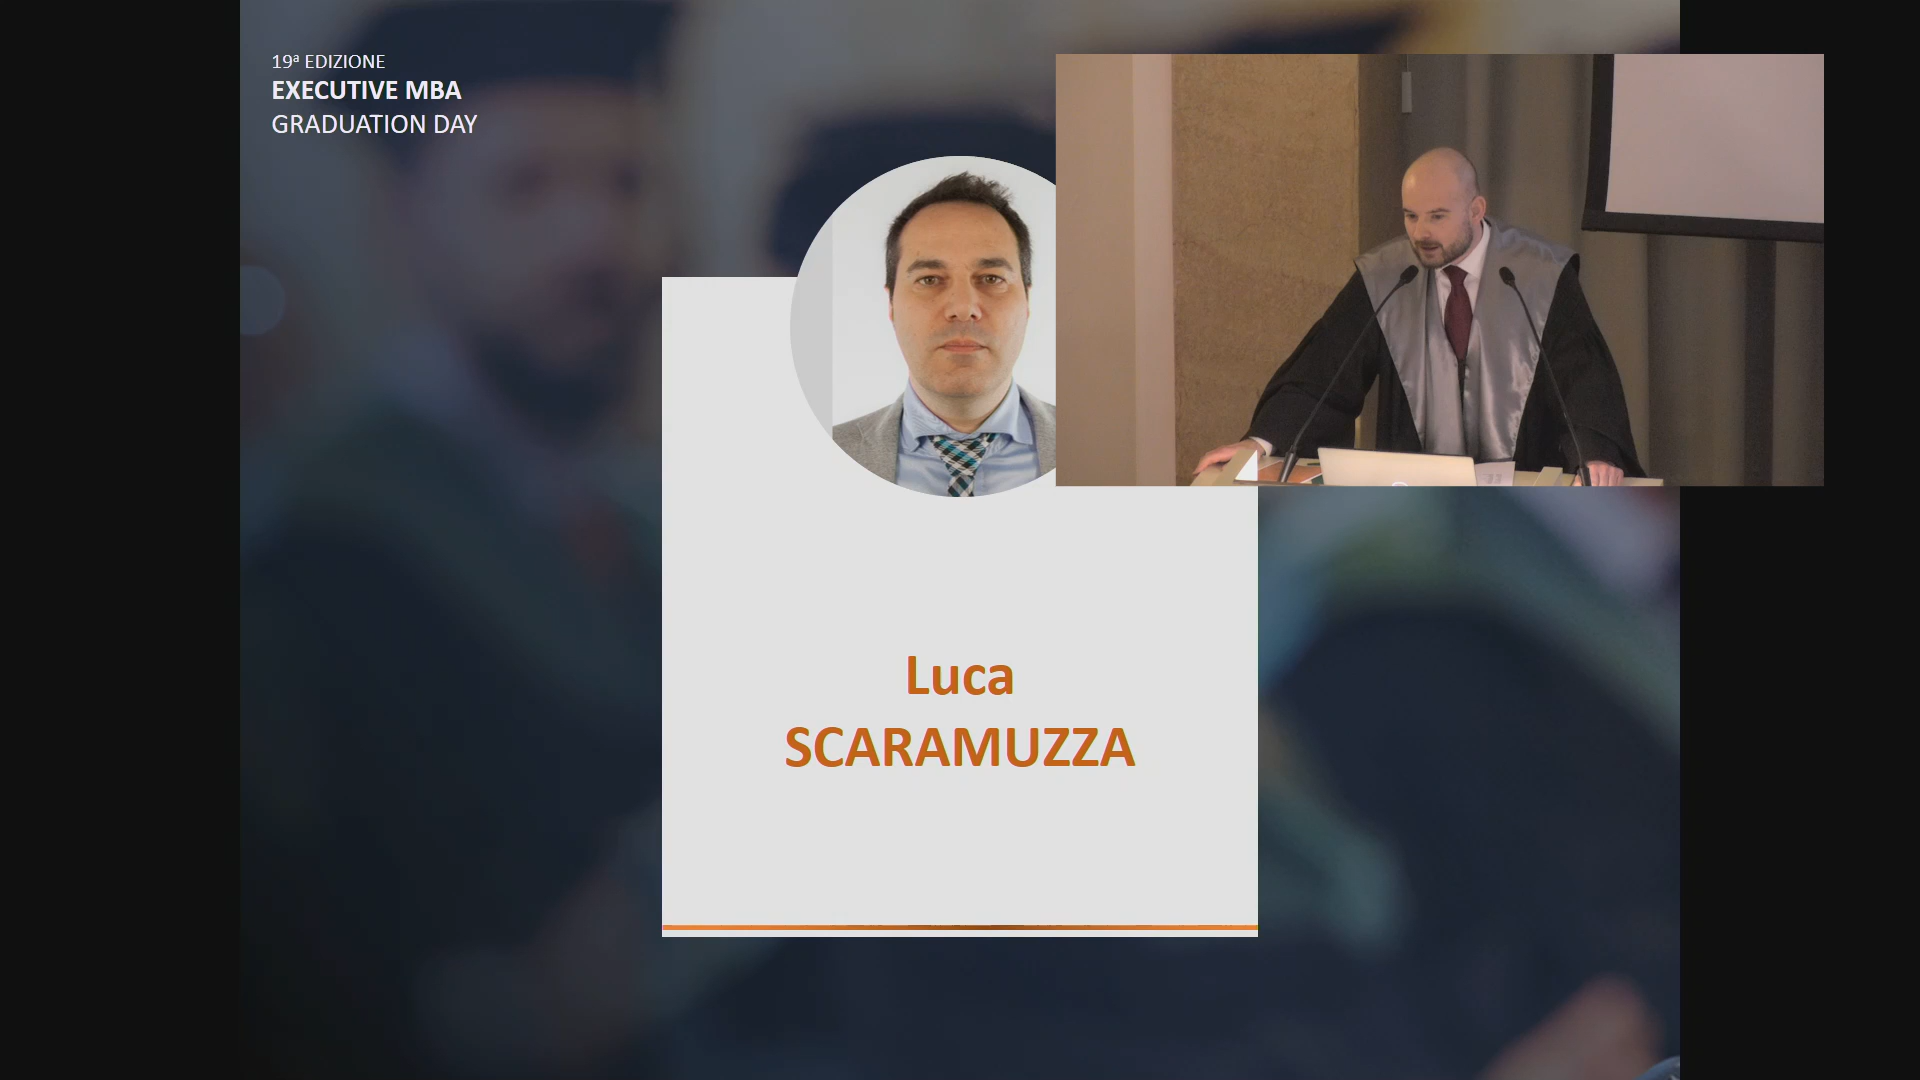 19ª EDIZIONE
EXECUTIVE MBA
GRADUATION DAY
Luca
SCARAMUZZA